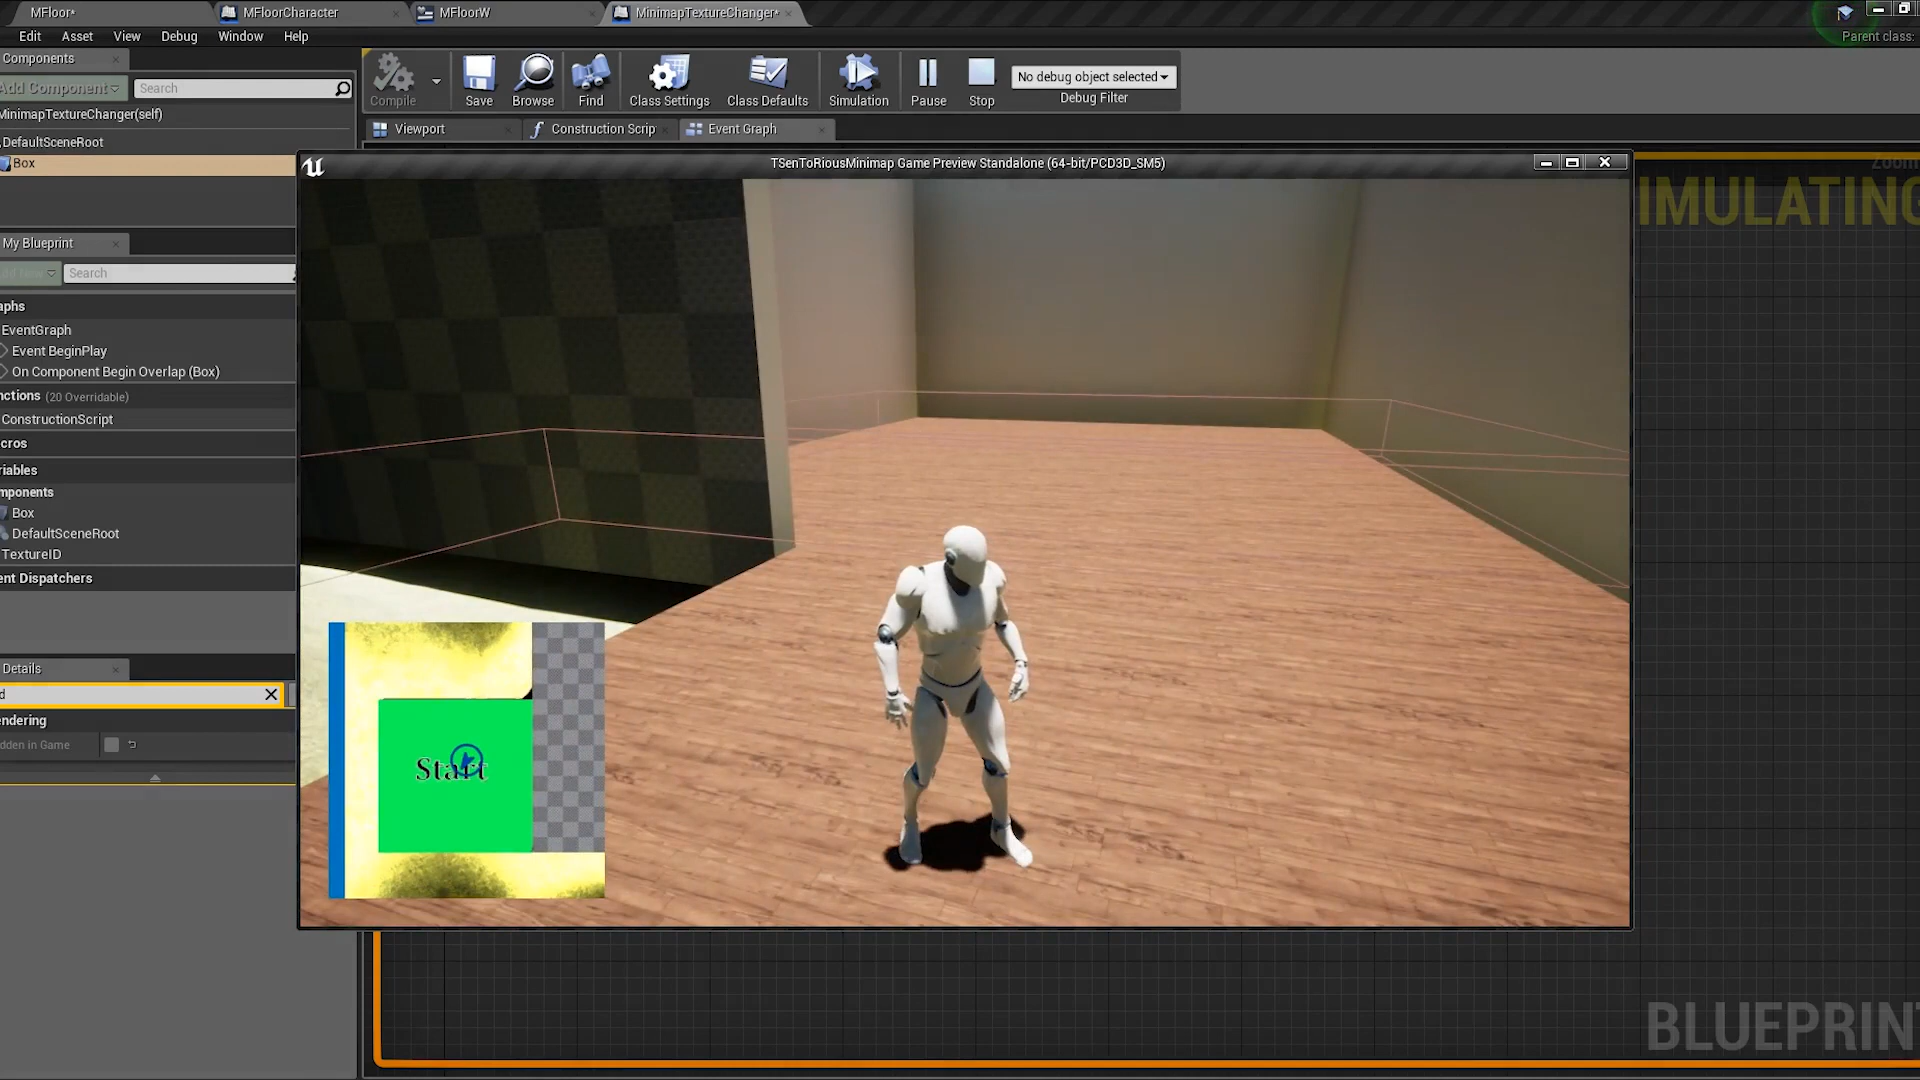 MFloor*
MFloorCharacter
MFloorW
MinimapTextureChanger*
Edit
Asset
View
Debug
Window
Help
Parent class:
Components
Add Component
Search
MinimapTextureChanger(self)
DefaultSceneRoot
Box
Compile
Save
Browse
Find
Class Settings
Class Defaults
Simulation
Pause
Stop
No debug object selected
Debug Filter
Viewport
Construction Scrip
Event Graph
TSenToRiousMinimap Game Preview Standalone (64-bit/PCD3D_SM5)
Zoom
IMULATING
My Blueprint
Search
aphs
EventGraph
Event BeginPlay
On Component Begin Overlap (Box)
nctions (20 Overridable)
ConstructionScript
cros
riables
mponents
Box
DefaultSceneRoot
TextureID
ent Dispatchers
Details
d
endering
dden in Game
Start
BLUEPRIN